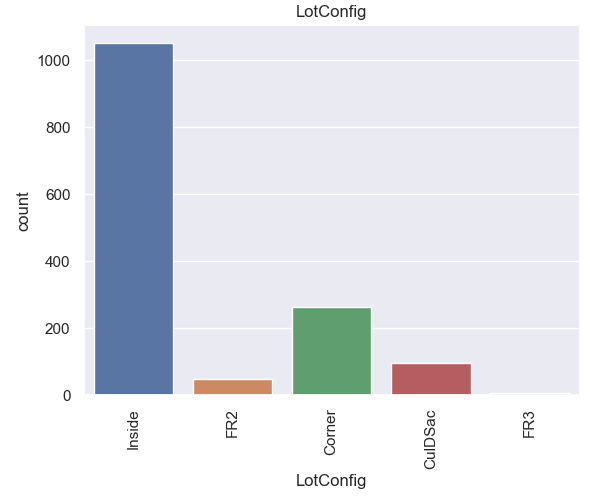 LotConfig
1000
800
600
400
200
0
count
Inside
FR2
Corner
CulDSac
FR3
LotConfig